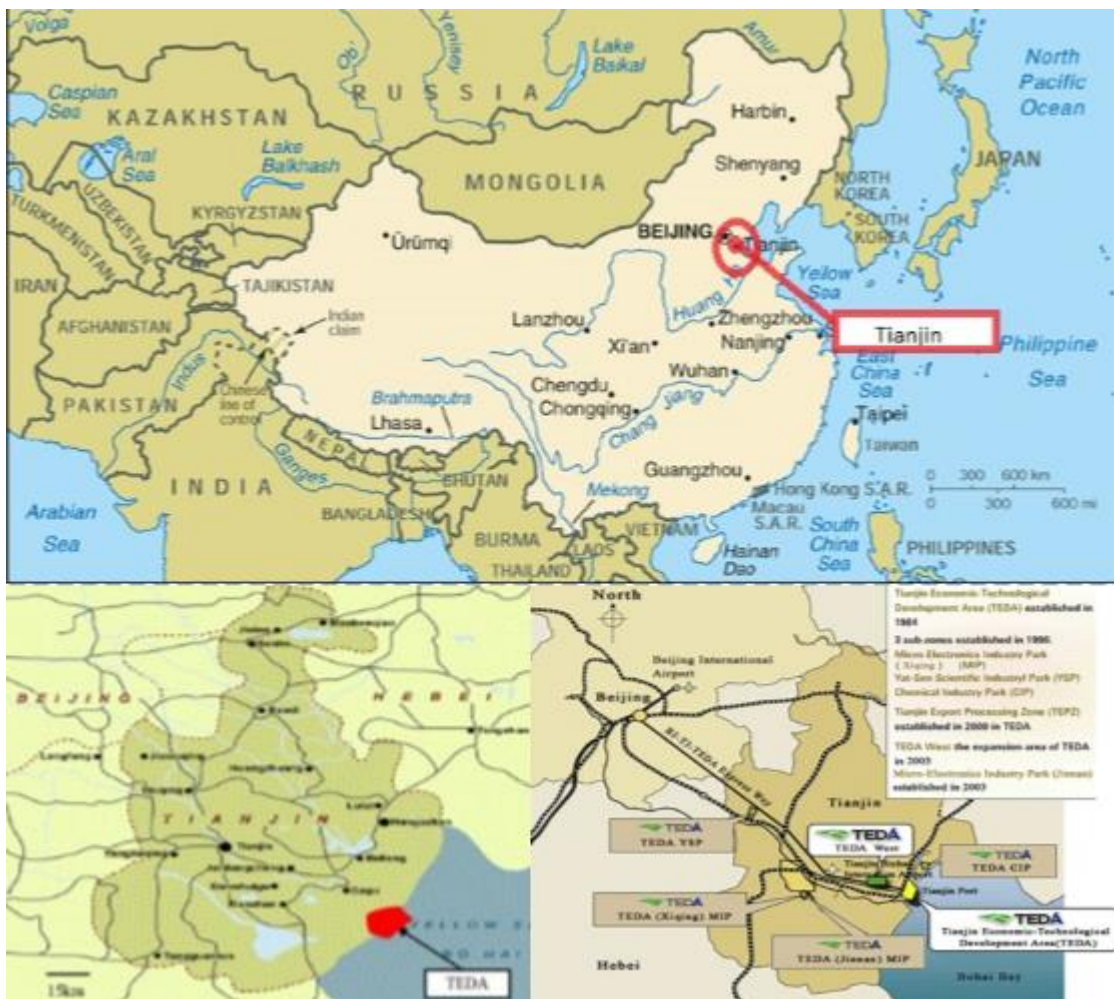 Volga
Ob'
Yenisey
Lake
Baikal
Amur
North
Pacific
Ocean
Caspian
Sea
RUSSIA
KAZAKHSTAN
Aral
Sea
Lake
Balkhash
Harbin
Shenyang
MONGOLIA
JAPAN
NORTH
KOREA
SOUTH
KOREA
UZBEKISTAN
TURKMENISTAN
KYRGYZSTAN
Ürümqi
BEIJING
Tianjin
Yellow
Sea
IRAN
TAJIKISTAN
AFGHANISTAN
Indian
claim
Lanzhou
Huang
Zhengzhou
Xi'an
Nanjing
Tianjin
Philippine
Sea
East
China
Sea
Indus
PAKISTAN
Chinese
line of
control
Wuhan
Chengdu
Chongqing
Brahmaputra
Lhasa
Chang Jiang
Taipei
Taiwan
NEPAL
INDIA
Ganges
BHUTAN
Guangzhou
0 300 600 km
0 300 600 mi
Mekong
Hong Kong S.A.R.
Macau
S.A.R.
BANGLADESH
Arabian
Sea
BURMA
LAOS
VIETNAM
THAILAND
Hainan
Dao
South
China
Sea
PHILIPPINES
BEIJING
HEBEI
TIANJIN
Tianjin
TEDA
15km
North
Beijing International
Airport
Beijing
Tianjin Economic-Technological
Development Area (TEDA) established in
1984
3 sub-zones established in 1996
Micro-Electronics Industry Park
(Xiqing) (MIP)
Yat-Sen Scientific Industry Park (YSP)
Chemical Industry Park (CIP)
Tianjin Export Processing Zone (TEPZ)
established in 2000 in TEDA
TEDA West the expansion area of TEDA
in 2003
Micro-Electronics Industry Park (Jinnan)
established in 2003
Tianjin
TEDA
TEDA YSP
TEDA
TEDA West
TEDA
TEDA CIP
Tianjin Port
TEDA
TEDA (Xiqing) MIP
TEDA
Tianjin Economic-Technological
Development Area(TEDA)
TEDA
TEDA (Jinnan) MIP
Hebei
Bohai Bay